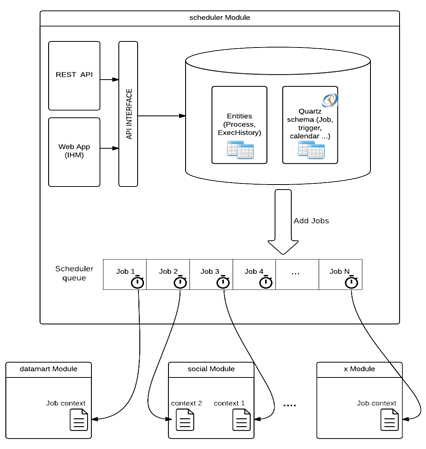 scheduler Module
REST API
Web App
(IHM)
API INTERFACE
Entities
(Process,
ExecHistory)
Quartz
schema (Job,
trigger,
calendar ...)
Add Jobs
Scheduler
queue
Job 1
Job 2
Job 3
Job 4
...
Job N
datamart Module
Job context
social Module
context 2
context 1
....
x Module
Job context